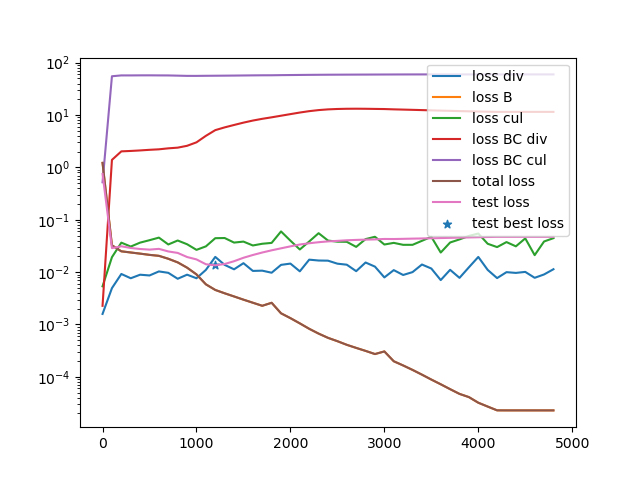 10²
10¹
10⁰
10⁻¹
10⁻²
10⁻³
10⁻⁴
0
1000
2000
3000
4000
5000
loss div
loss B
loss cul
loss BC div
loss BC cul
total loss
test loss
test best loss